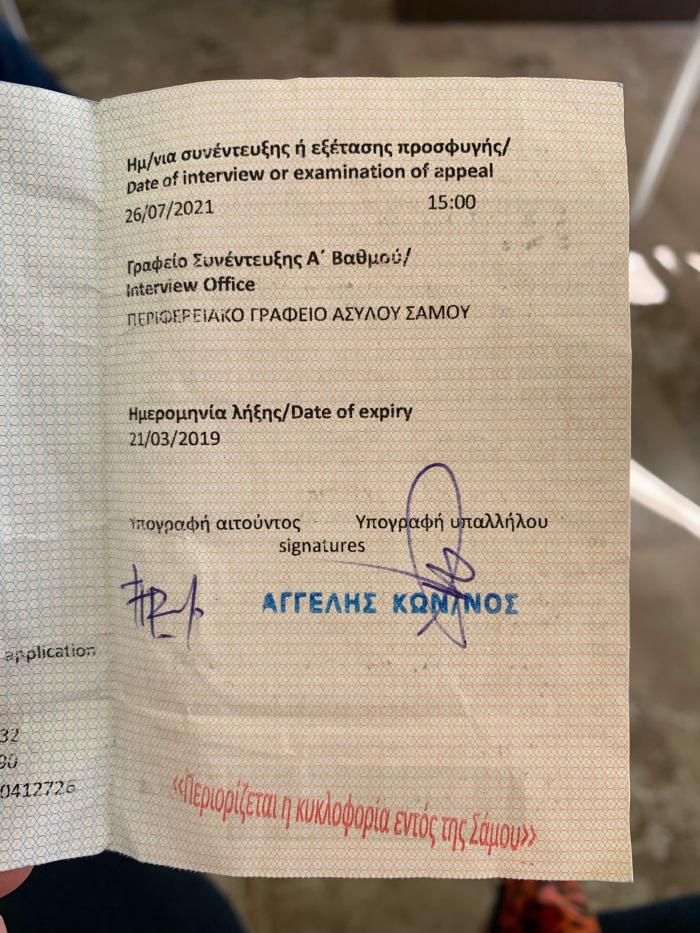 Ημ/νια συνέντευξης ή εξέτασης προσφυγής/
Date of interview or examination of appeal
26/07/2021 15:00
Γραφείο Συνέντευξης Α΄ Βαθμού/
Interview Office
ΠΕΡΙΦΕΡΕΙΑΚΟ ΓΡΑΦΕΙΟ ΑΣΥΛΟΥ ΣΑΜΟΥ
Ημερομηνία λήξης/Date of expiry
21/03/2019
Υπογραφή αιτούντος Υπογραφή υπαλλήλου
signatures
ΑΓΓΕΛΗΣ ΚΩΝ/ΝΟΣ
application
32
90
0412726
«Περιορίζεται η κυκλοφορία εντός της Σάμου»